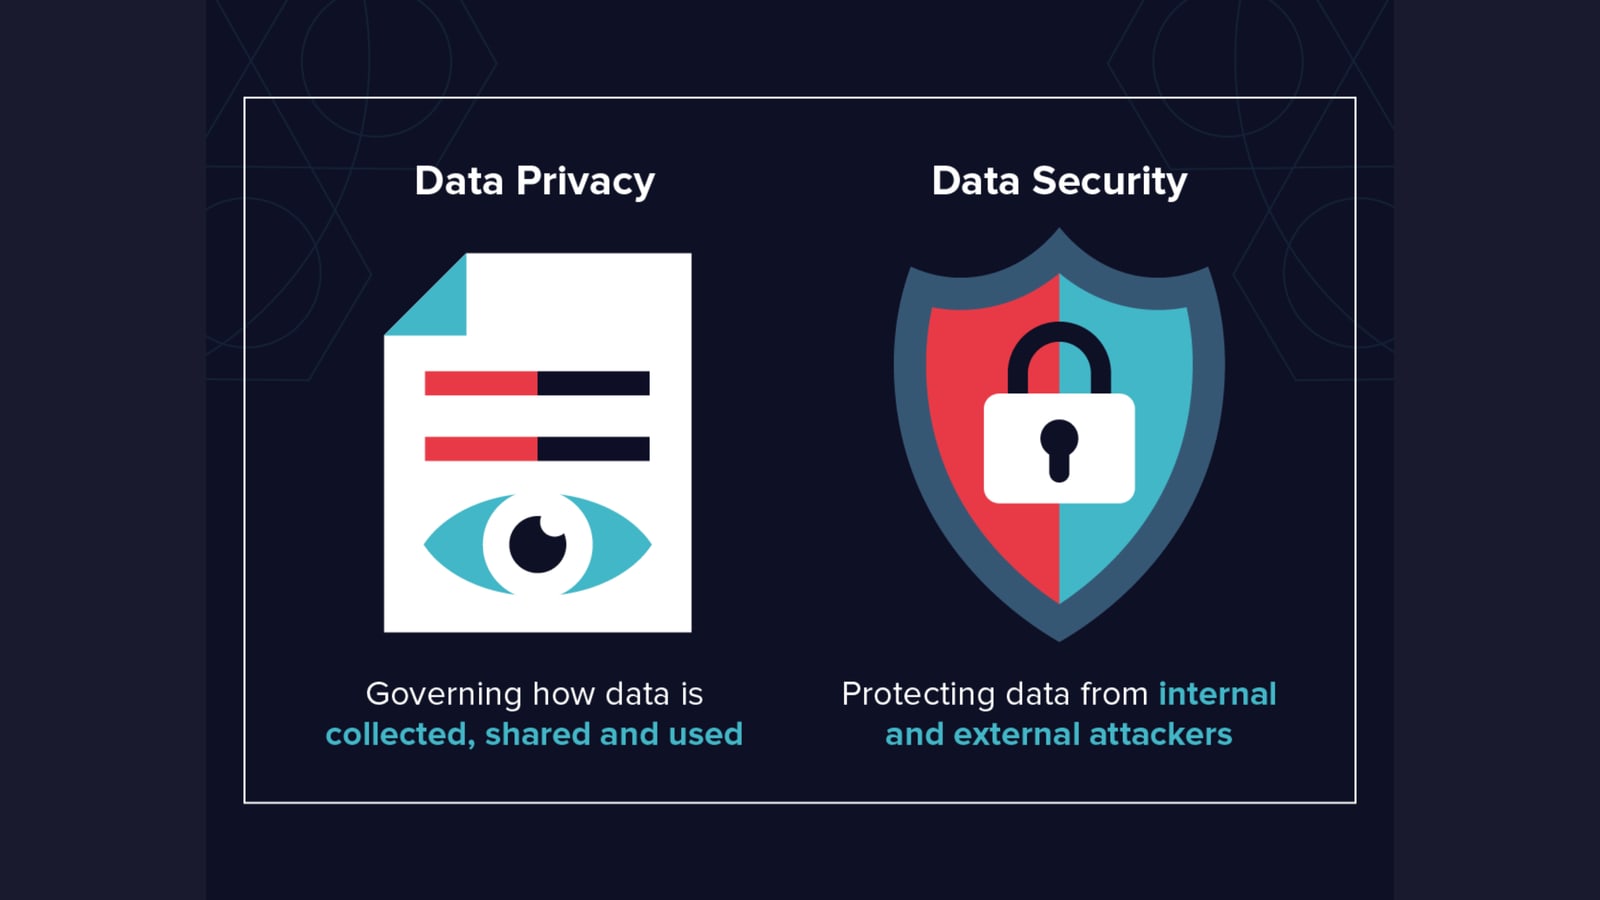 Data Privacy
Governing how data is
collected, shared and used
Data Security
Protecting data from internal
and external attackers